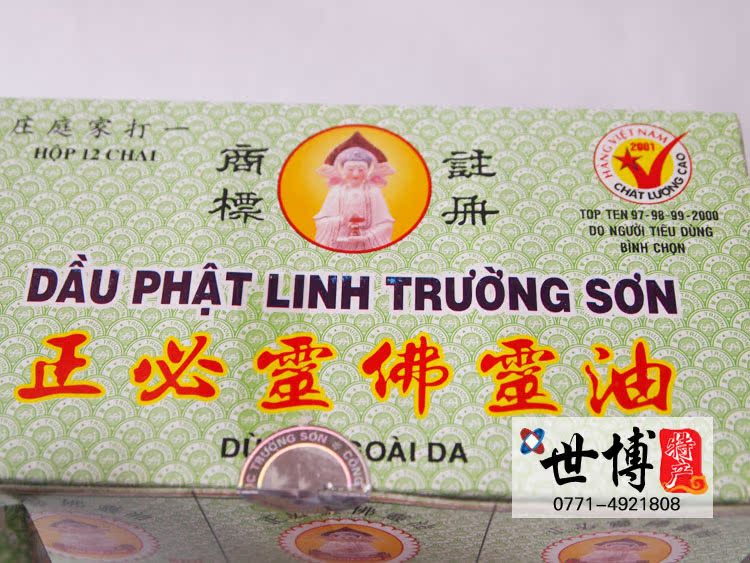 庄庭家打一
HỘP 12 CHAI
商標
註冊
HÀNG VIỆT NAM
2001
CHẤT LƯỢNG CAO
TOP TEN 97-98-99-2000
DO NGƯỜI TIÊU DÙNG
BÌNH CHỌN
DẦU PHẬT LINH TRƯỜNG SƠN
正必靈佛靈油
OÀI DA
TRƯỜNG SƠN
世博
特产
0771-4921808